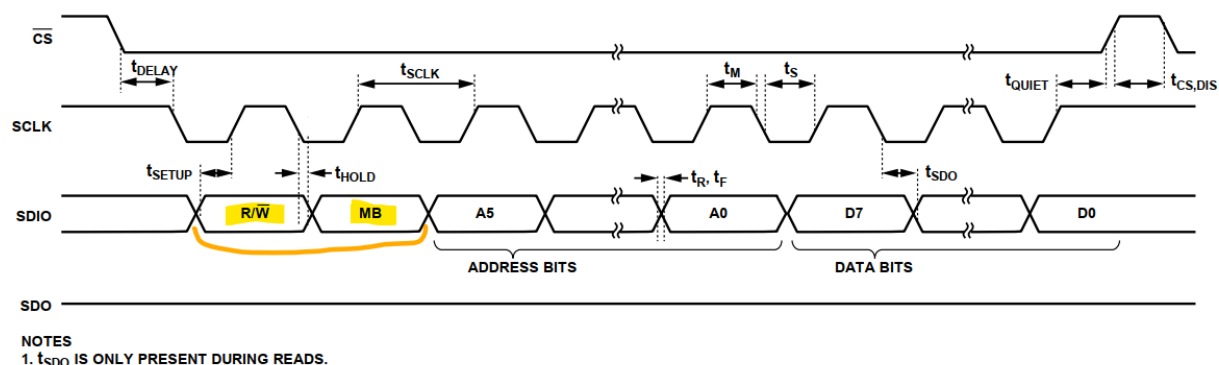 CS
tDELAY
tSCLK
tM
tS
tQUIET
tCS,DIS
SCLK
tSETUP
tHOLD
tR, tF
tSDO
SDIO
R/W
MB
A5
A0
D7
D0
ADDRESS BITS
DATA BITS
SDO
NOTES
1. tSDO IS ONLY PRESENT DURING READS.